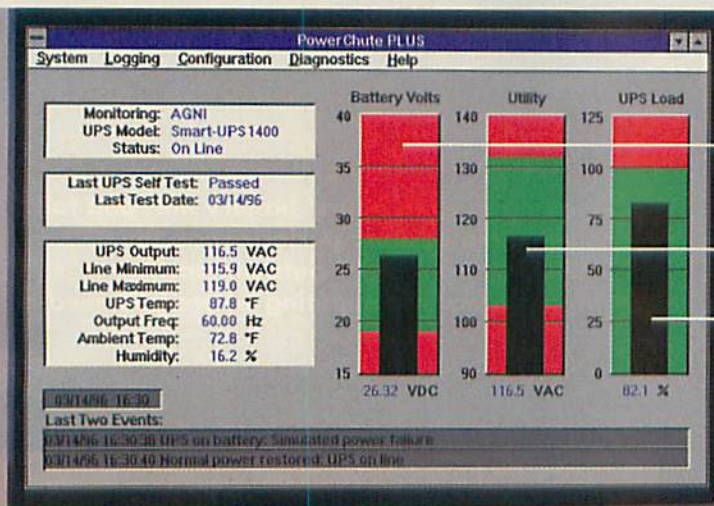 PowerChute PLUS
System Logging Configuration Diagnostics Help
Monitoring: AGNI
UPS Model: Smart-UPS1400
Status: On Line
Last UPS Self Test: Passed
Last Test Date: 03/14/96
UPS Output: 116.5 VAC
Line Minimum: 115.9 VAC
Line Maximum: 119.0 VAC
UPS Temp: 87.8 °F
Output Freq: 60.00 Hz
Ambient Temp: 72.8 °F
Humidity: 16.2 %
Battery Volts
40
35
30
25
20
15
26.32 VDC
Utility
140
130
120
110
100
90
116.5 VAC
UPS Load
125
100
75
50
25
0
82.1 %
03/14/96 16:30
Last Two Events:
03/14/96 16:30:38 UPS on battery: Simulated power failure
03/14/96 16:30:40 Normal power restored: UPS on line